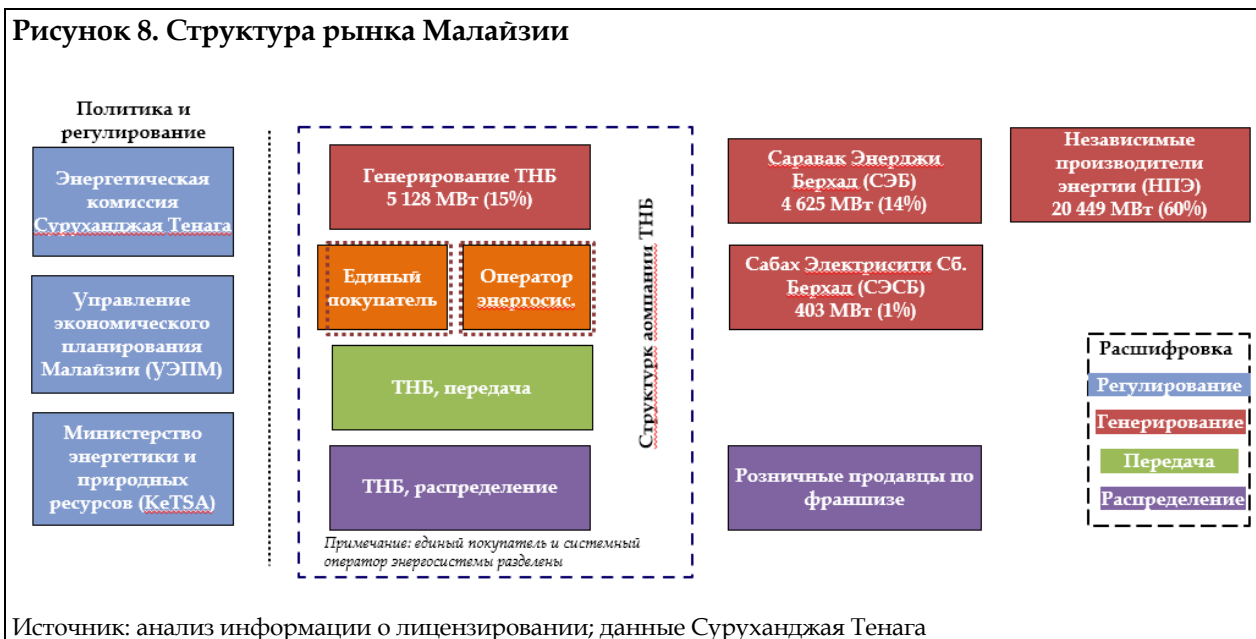 Рисунок 8. Структура рынка Малайзии
Политика и
регулирование
Энергетическая
комиссия
Суруханджая Тенага
Управление
экономического
планирования
Малайзии (УЭПМ)
Министерство
энергетики и
природных
ресурсов (KeTSA)
Генерирование ТНБ
5 128 МВт (15%)
Единый
покупатель
Оператор
энергосис.
ТНБ, передача
ТНБ, распределение
Примечание: единый покупатель и системный
оператор энергосистемы разделены
Структурк аомпании ТНБ
Саравак Энерджи
Берхад (СЭБ)
4 625 МВт (14%)
Сабах Электрисити Сб.
Берхад (СЭСБ)
403 МВт (1%)
Розничные продавцы по
франшизе
Независимые
производители
энергии (НПЭ)
20 449 МВт (60%)
Расшифровка
Регулирование
Генерирование
Передача
Распределение
Источник: анализ информации о лицензировании; данные Суруханджая Тенага